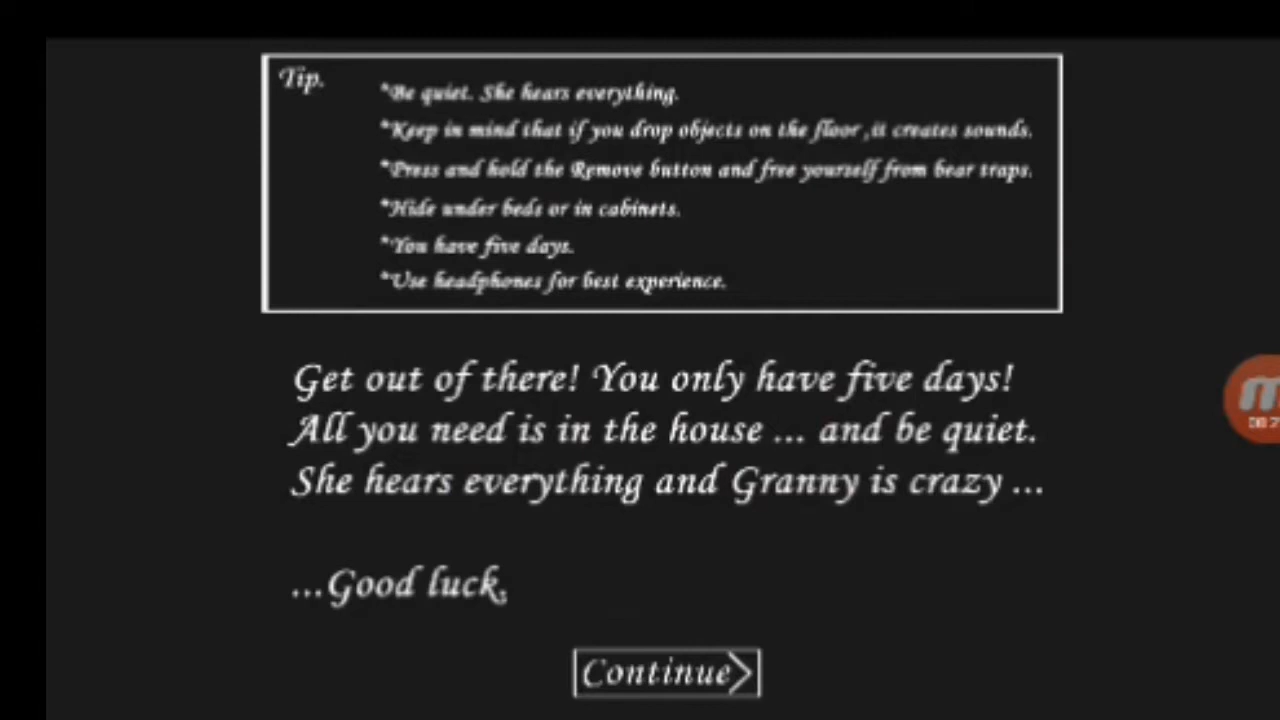 Tip.
*Be quiet. She hears everything.
*Keep in mind that if you drop objects on the floor ,it creates sounds.
*Press and hold the Remove button and free yourself from bear traps.
*Hide under beds or in cabinets.
*You have five days.
*Use headphones for best experience.
Get out of there! You only have five days!
All you need is in the house ... and be quiet.
She hears everything and Granny is crazy ...
...Good luck.
Continue>